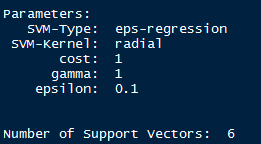 Parameters:
SVM-Type: eps-regression
SVM-Kernel: radial
cost: 1
gamma: 1
epsilon: 0.1
Number of Support Vectors: 6